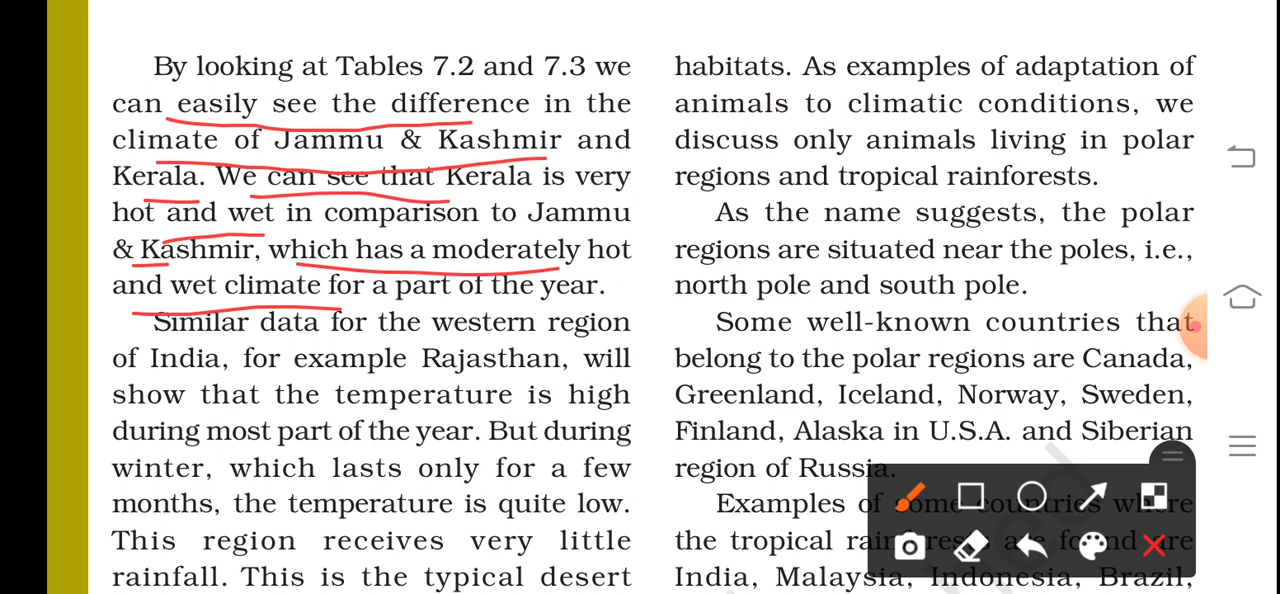 By looking at Tables 7.2 and 7.3 we
can easily see the difference in the
climate of Jammu & Kashmir and
Kerala. We can see that Kerala is very
hot and wet in comparison to Jammu
& Kashmir, which has a moderately hot
and wet climate for a part of the year.
Similar data for the western region
of India, for example Rajasthan, will
show that the temperature is high
during most part of the year. But during
winter, which lasts only for a few
months, the temperature is quite low.
This region receives very little
rainfall. This is the typical desert
habitats. As examples of adaptation of
animals to climatic conditions, we
discuss only animals living in polar
regions and tropical rainforests.
As the name suggests, the polar
regions are situated near the poles, i.e.,
north pole and south pole.
Some well-known countries that
belong to the polar regions are Canada,
Greenland, Iceland, Norway, Sweden,
Finland, Alaska in U.S.A. and Siberian
region of Russia.
Examples of some countries where
the tropical rainforests are found are
India, Malaysia, Indonesia, Brazil,